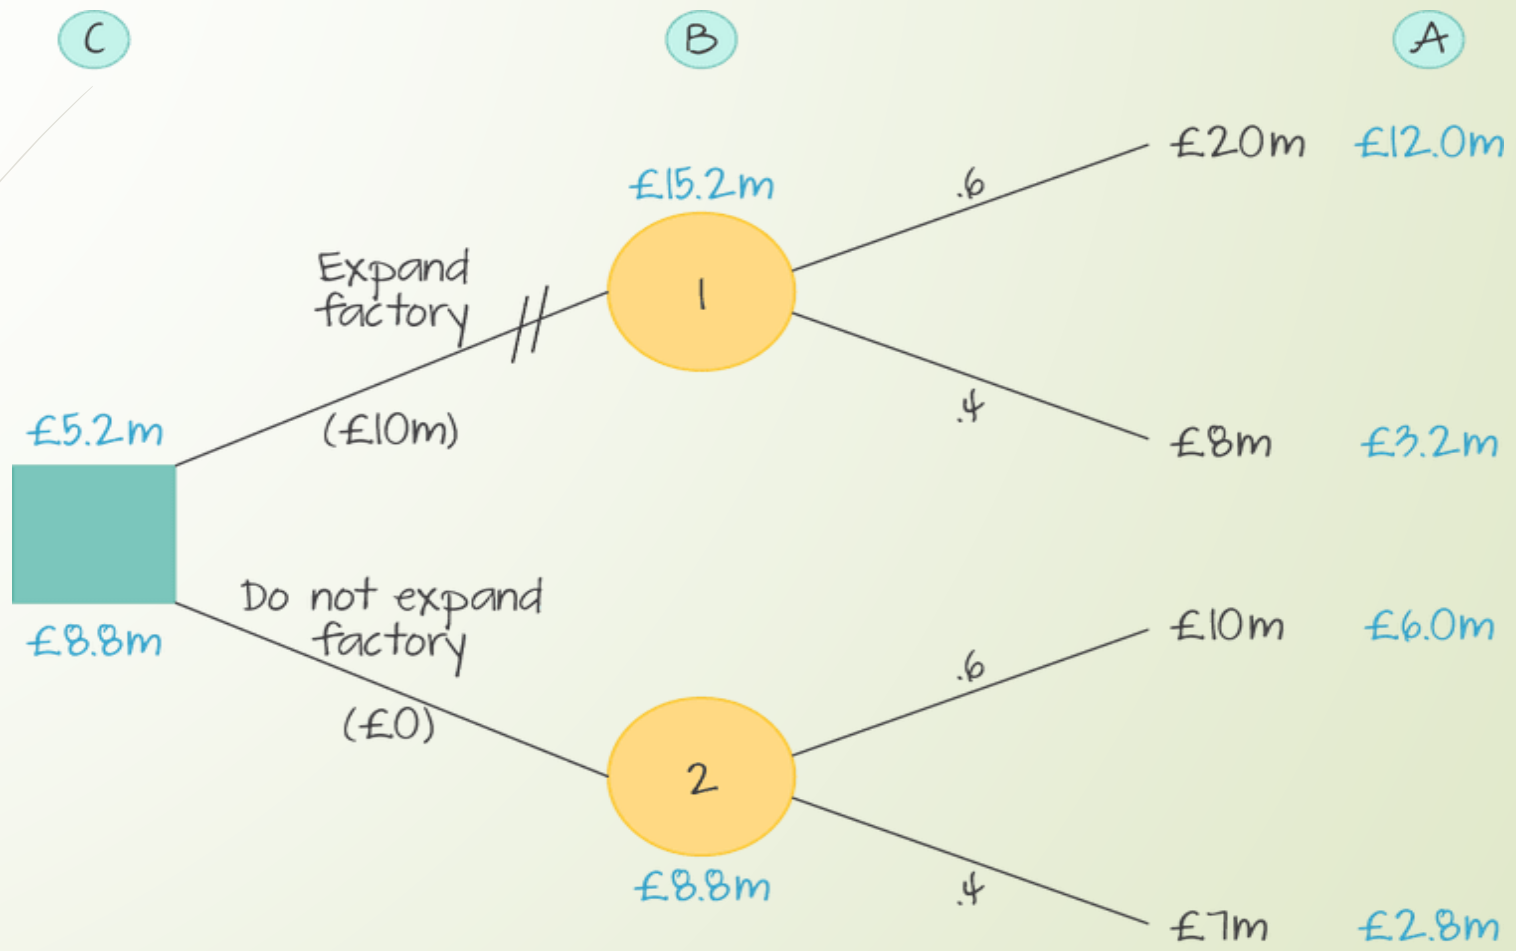 C
B
A
£20m £12.0m
.6
£15.2m
Expand
factory
1
(£10m)
.4
£5.2m
£8m £3.2m
Do not expand
factory
£8.8m
(£0)
£10m £6.0m
.6
2
£8.8m
.4
£7m £2.8m